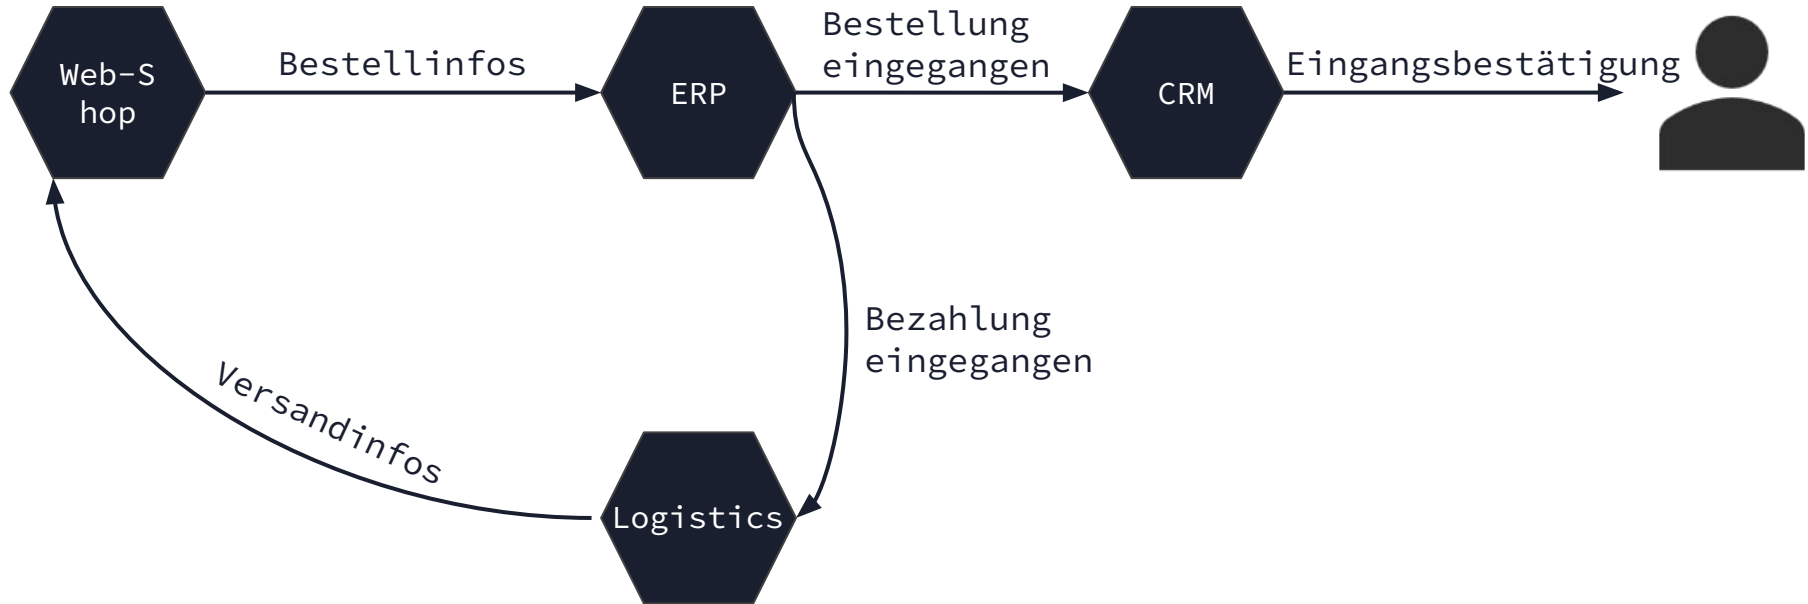 Web-S
hop
Bestellinfos
ERP
Bestellung
eingegangen
CRM
Eingangsbestätigung
Bezahlung
eingegangen
Versandinfos
Logistics